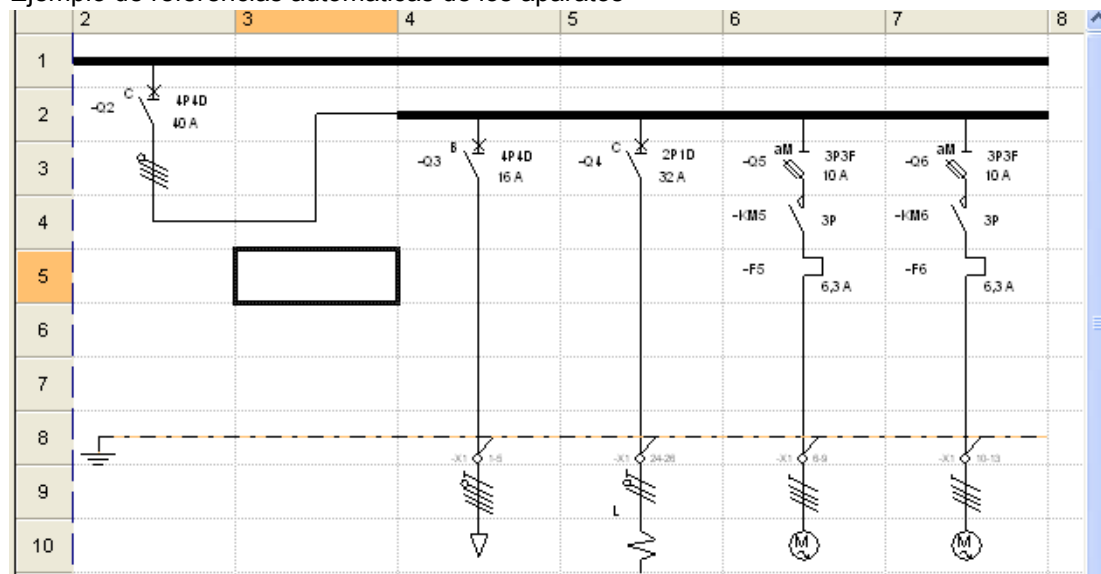 Ejemplo de referencias automáticas de los aparatos
2 3 4 5 6 7 8
1
-Q2 C 4P4D
40 A
2
3
-Q3 B 4P4D
16 A
-Q4 C 2P1D
32 A
-Q5 aM 3P3F
10 A
-Q6 aM 3P3F
10 A
4
-KM5 3P
-KM6 3P
5
-F5
6,3 A
-F6
6,3 A
6
7
8
-X1 1-5
-X1 24-26
-X1 6-9
-X1 10-13
9
L
10
M
M